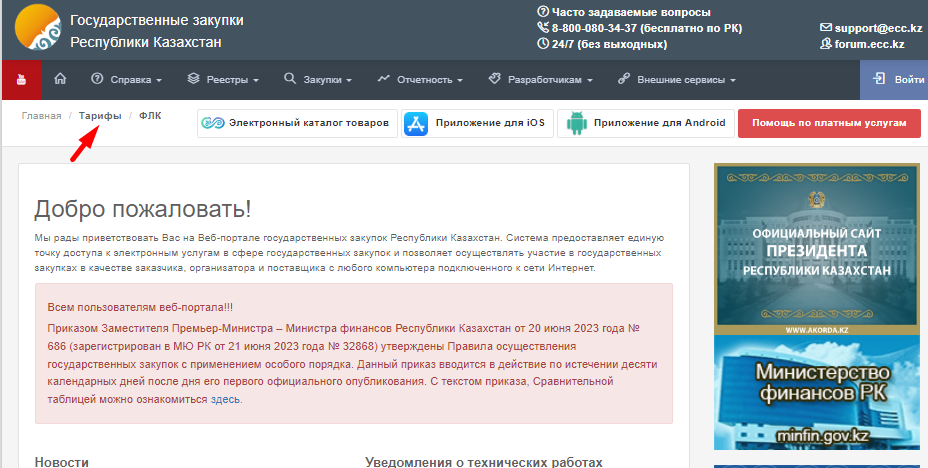 Государственные закупки
Республики Казахстан
Часто задаваемые вопросы
8-800-080-34-37 (бесплатно по РК)
24/7 (без выходных)
support@ecc.kz
forum.ecc.kz
Справка
Реестры
Закупки
Отчетность
Разработчикам
Внешние сервисы
Войти
Главная / Тарифы / ФЛК
Электронный каталог товаров
Приложение для iOS
Приложение для Android
Помощь по платным услугам
Добро пожаловать!
Мы рады приветствовать Вас на Веб-портале государственных закупок Республики Казахстан. Система предоставляет единую
точку доступа к электронным услугам в сфере государственных закупок и позволяет осуществлять участие в государственных
закупках в качестве заказчика, организатора и поставщика с любого компьютера подключенного к сети Интернет.
Всем пользователям веб-портала!!!
Приказом Заместителя Премьер-Министра – Министра финансов Республики Казахстан от 20 июня 2023 года №
686 (зарегистрирован в МЮ РК от 21 июня 2023 года № 32868) утверждены Правила осуществления
государственных закупок с применением особого порядка. Данный приказ вводится в действие по истечении десяти
календарных дней после дня его первого официального опубликования. С текстом приказа, Сравнительной
таблицей можно ознакомиться здесь.
Новости
Уведомления о технических работах
ОФИЦИАЛЬНЫЙ САЙТ
ПРЕЗИДЕНТА
РЕСПУБЛИКИ КАЗАХСТАН
WWW.AKORDA.KZ
Министерство
финансов РК
minfin.gov.kz